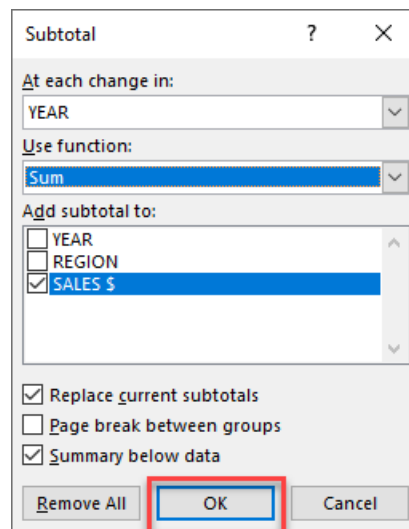 Subtotal ? ×
At each change in:
YEAR
Use function:
Sum
Add subtotal to:
YEAR
REGION
SALES $
Replace current subtotals
Page break between groups
Summary below data
Remove All OK Cancel